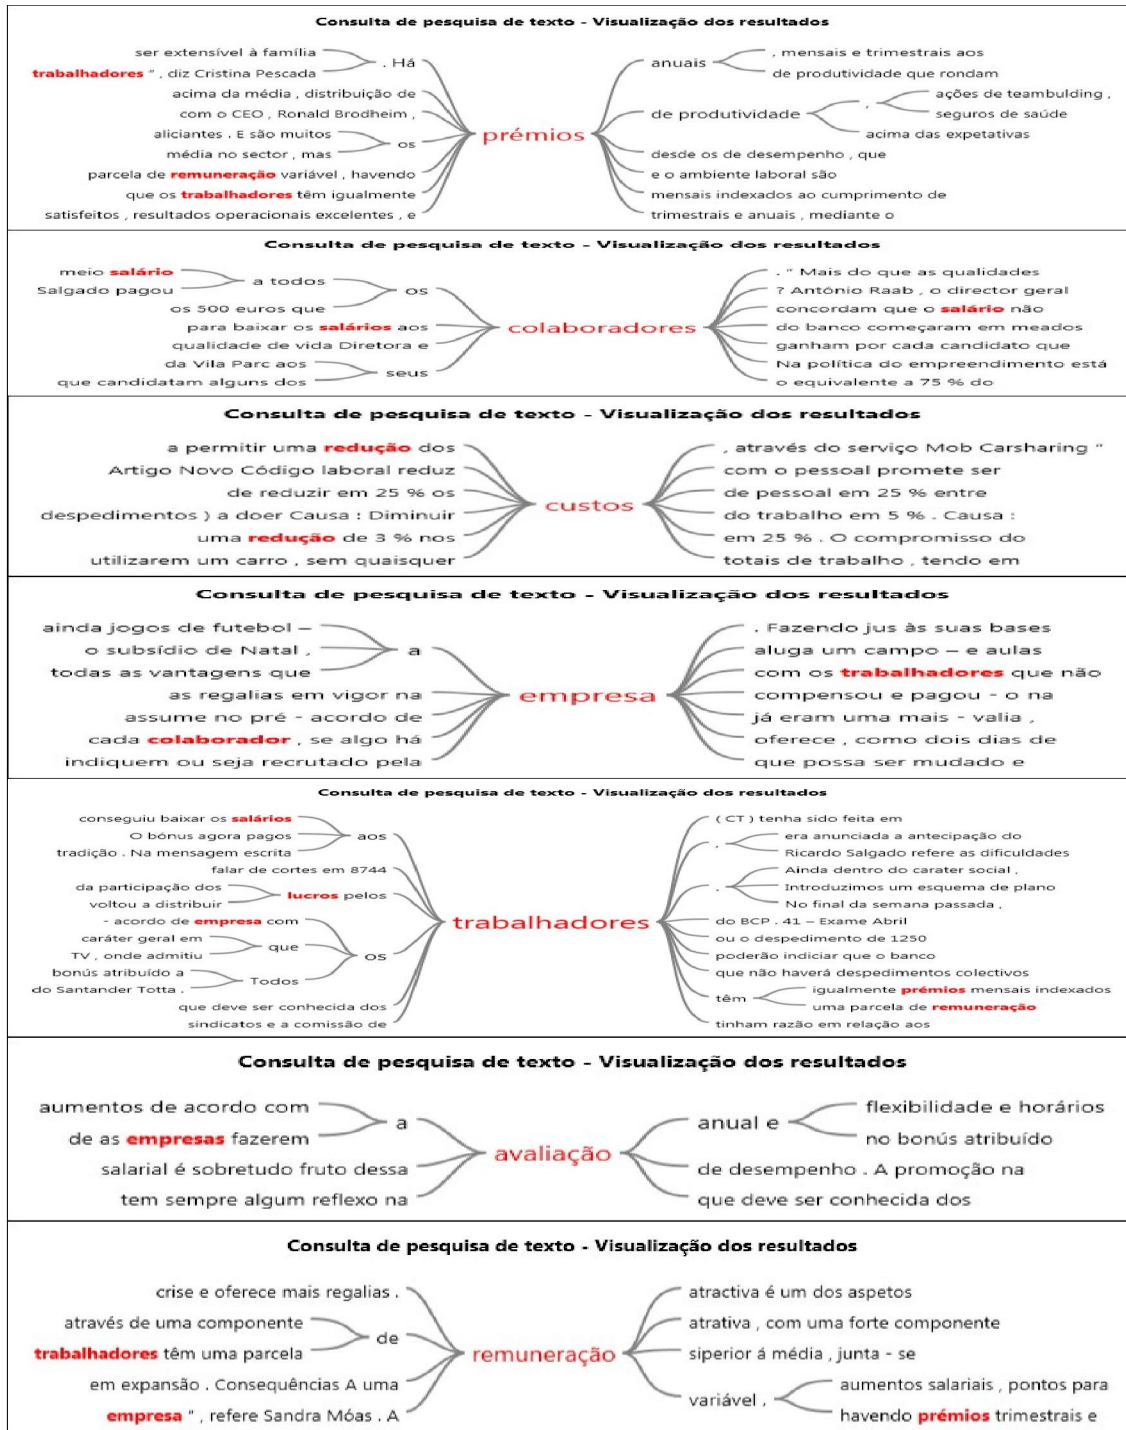 Consulta de pesquisa de texto - Visualização dos resultados
ser extensível à família
trabalhadores " , diz Cristina Pescada
. Há
acima da média , distribuição de
com o CEO , Ronald Brodheim ,
aliciantes . E são muitos
média no sector , mas
os
parcela de remuneração variável , havendo
que os trabalhadores têm igualmente
satisfeitos , resultados operacionais excelentes , e
prémios
anuais
, mensais e trimestrais aos
de produtividade que rondam
de produtividade
,
ações de teambulding ,
seguros de saúde
acima das expetativas
desde os de desempenho , que
e o ambiente laboral são
mensais indexados ao cumprimento de
trimestrais e anuais , mediante o
Consulta de pesquisa de texto - Visualização dos resultados
meio salário
Salgado pagou
a todos
os 500 euros que
os
para baixar os salários aos
qualidade de vida Diretora e
da Vila Parc aos
que candidatam alguns dos
seus
colaboradores
. " Mais do que as qualidades
? António Raab , o director geral
concordam que o salário não
do banco começaram em meados
ganham por cada candidato que
Na política do empreendimento está
o equivalente a 75 % do
Consulta de pesquisa de texto - Visualização dos resultados
a permitir uma redução dos
Artigo Novo Código laboral reduz
de reduzir em 25 % os
despedimentos ) a doer Causa : Diminuir
uma redução de 3 % nos
utilizarem um carro , sem quaisquer
custos
, através do serviço Mob Carsharing "
com o pessoal promete ser
de pessoal em 25 % entre
do trabalho em 5 % . Causa :
em 25 % . O compromisso do
totais de trabalho , tendo em
Consulta de pesquisa de texto - Visualização dos resultados
ainda jogos de futebol –
o subsídio de Natal ,
todas as vantagens que
a
as regalias em vigor na
assume no pré - acordo de
cada colaborador , se algo há
indiquem ou seja recrutado pela
empresa
. Fazendo jus às suas bases
aluga um campo – e aulas
com os trabalhadores que não
compensou e pagou - o na
já eram uma mais - valia ,
oferece , como dois dias de
que possa ser mudado e
Consulta de pesquisa de texto - Visualização dos resultados
conseguiu baixar os salários
O bónus agora pagos
tradição . Na mensagem escrita
aos
falar de cortes em 8744
da participação dos
voltou a distribuir
lucros pelos
- acordo de empresa com
caráter geral em
TV , onde admitiu
que
bonús atribuído a
do Santander Totta .
Todos
os
que deve ser conhecida dos
sindicatos e a comissão de
trabalhadores
( CT ) tenha sido feita em
,
era anunciada a antecipação do
Ricardo Salgado refere as dificuldades
.
Ainda dentro do carater social ,
Introduzimos um esquema de plano
No final da semana passada ,
do BCP . 41 – Exame Abril
ou o despedimento de 1250
poderão indiciar que o banco
que não haverá despedimentos colectivos
têm
igualmente prémios mensais indexados
uma parcela de remuneração
tinham razão em relação aos
Consulta de pesquisa de texto - Visualização dos resultados
aumentos de acordo com
de as empresas fazerem
a
salarial é sobretudo fruto dessa
tem sempre algum reflexo na
avaliação
anual e
flexibilidade e horários
no bonús atribuído
de desempenho . A promoção na
que deve ser conhecida dos
Consulta de pesquisa de texto - Visualização dos resultados
crise e oferece mais regalias .
através de uma componente
trabalhadores têm uma parcela
de
em expansão . Consequências A uma
empresa " , refere Sandra Móas . A
remuneração
atractiva é um dos aspetos
atrativa , com uma forte componente
siperior á média , junta - se
variável ,
aumentos salariais , pontos para
havendo prémios trimestrais e